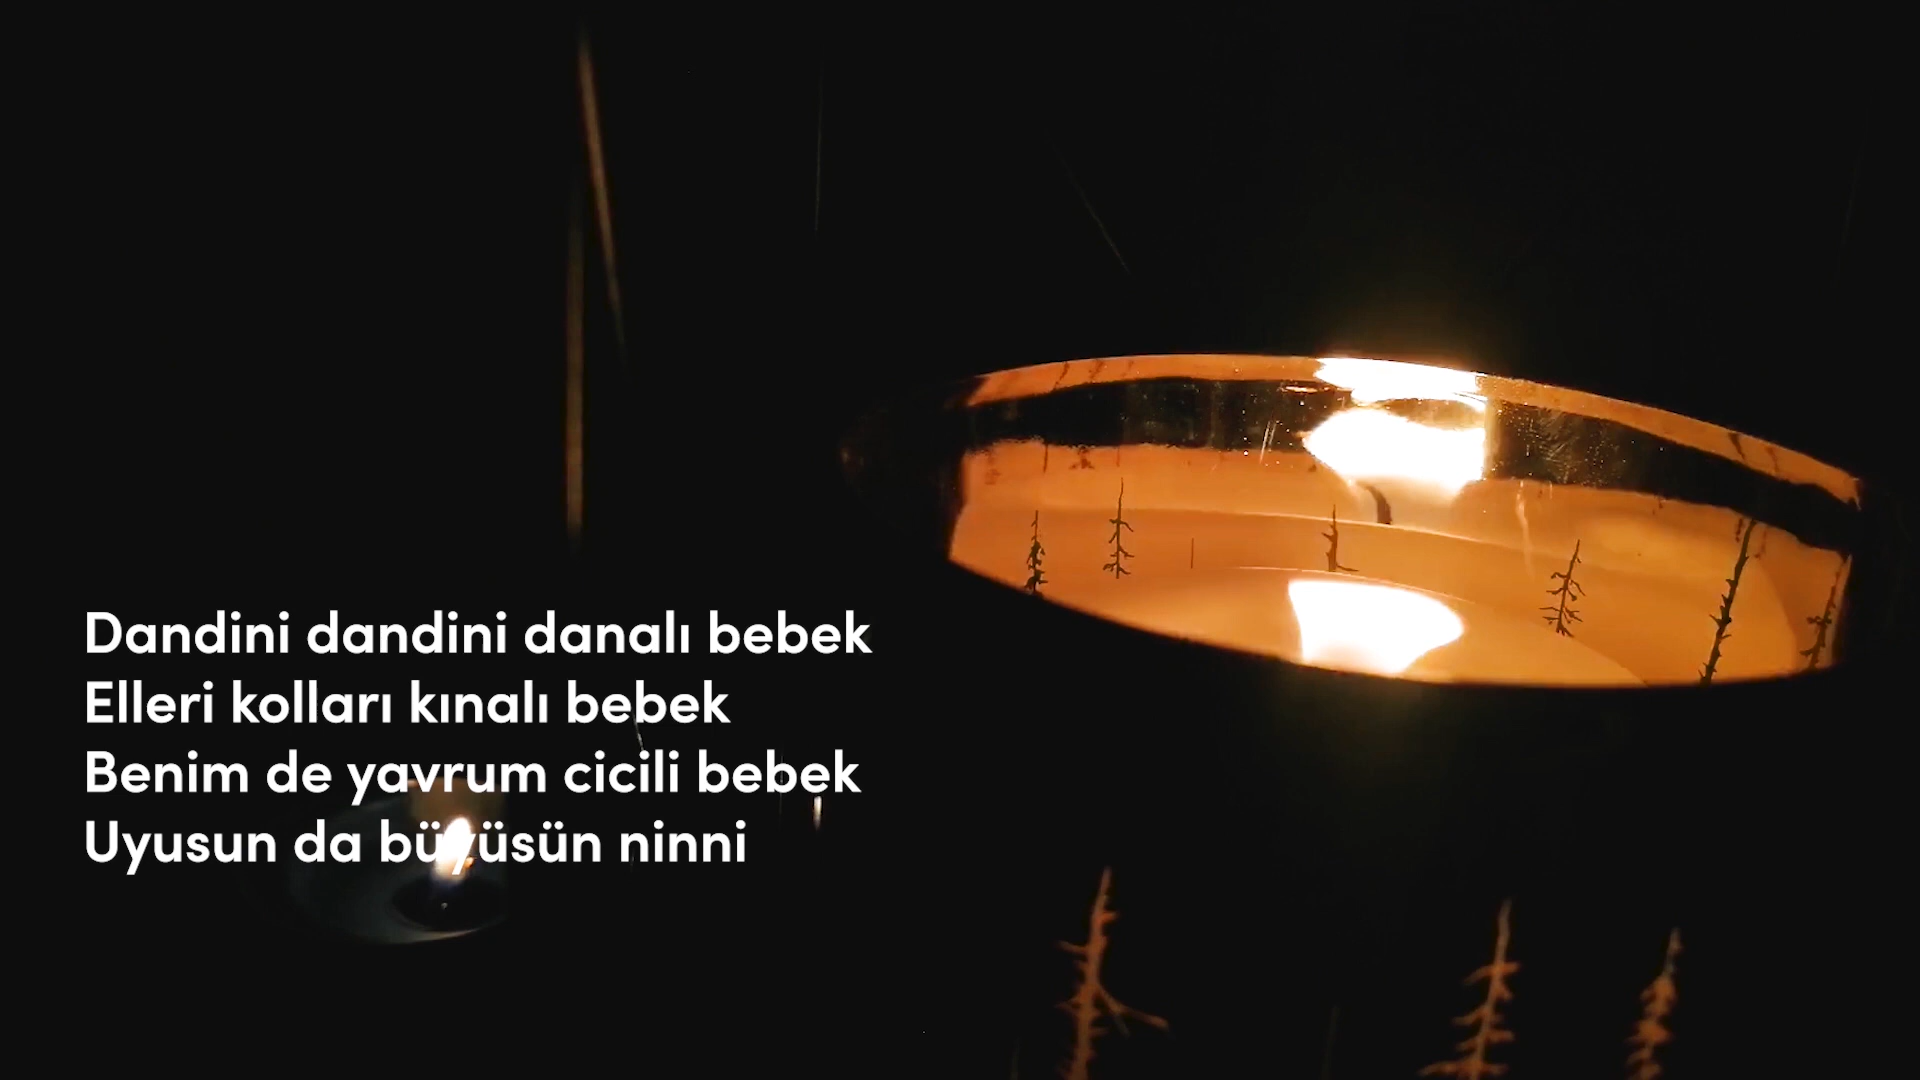 Dandini dandini danalı bebek
Elleri kolları kınalı bebek
Benim de yavrum cicili bebek
Uyusun da büyüsün ninni